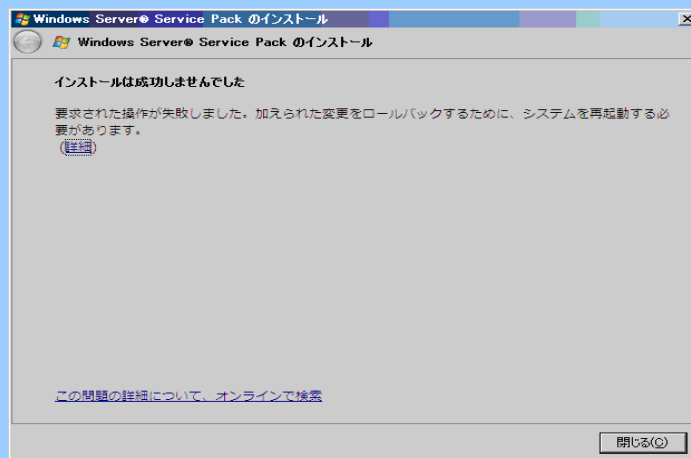 Windows Server® Service Pack のインストール
Windows Server® Service Pack のインストール
インストールは成功しませんでした
要求された操作が失敗しました。加えられた変更をロールバックするために、システムを再起動する必
要があります。
(詳細)
この問題の詳細について、オンラインで検索
閉じる(C)